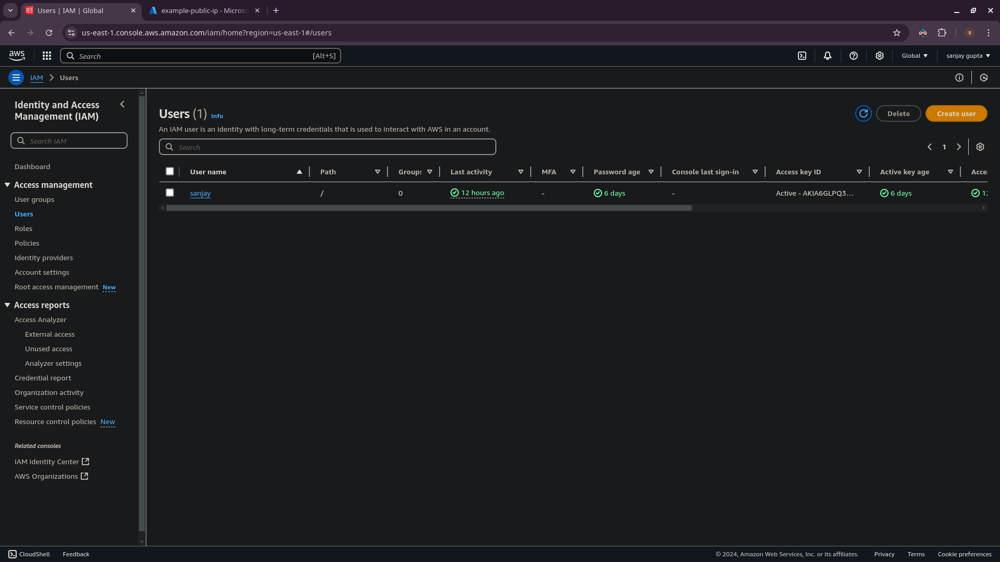 Users | IAM | Global
example-public-ip - Microso
us-east-1.console.aws.amazon.com/iam/home?region=us-east-1#/users
S
aws
Search
[Alt+S]
Global
sanjay gupta
IAM
Users
Identity and Access
Management (IAM)
Search IAM
Dashboard
Access management
User groups
Users
Roles
Policies
Identity providers
Account settings
Root access management New
Access reports
Access Analyzer
External access
Unused access
Analyzer settings
Credential report
Organization activity
Service control policies
Resource control policies New
Related consoles
IAM Identity Center
AWS Organizations
Users (1) Info
Delete
Create user
An IAM user is an identity with long-term credentials that is used to interact with AWS in an account.
Search
1
User name Path Groups Last activity MFA Password age Console last sign-in Access key ID Active key age Acce
sanjay / 0 12 hours ago - 6 days - Active - AKIA6GLPQ3... 6 days 12
CloudShell Feedback
© 2024, Amazon Web Services, Inc. or its affiliates. Privacy Terms Cookie preferences